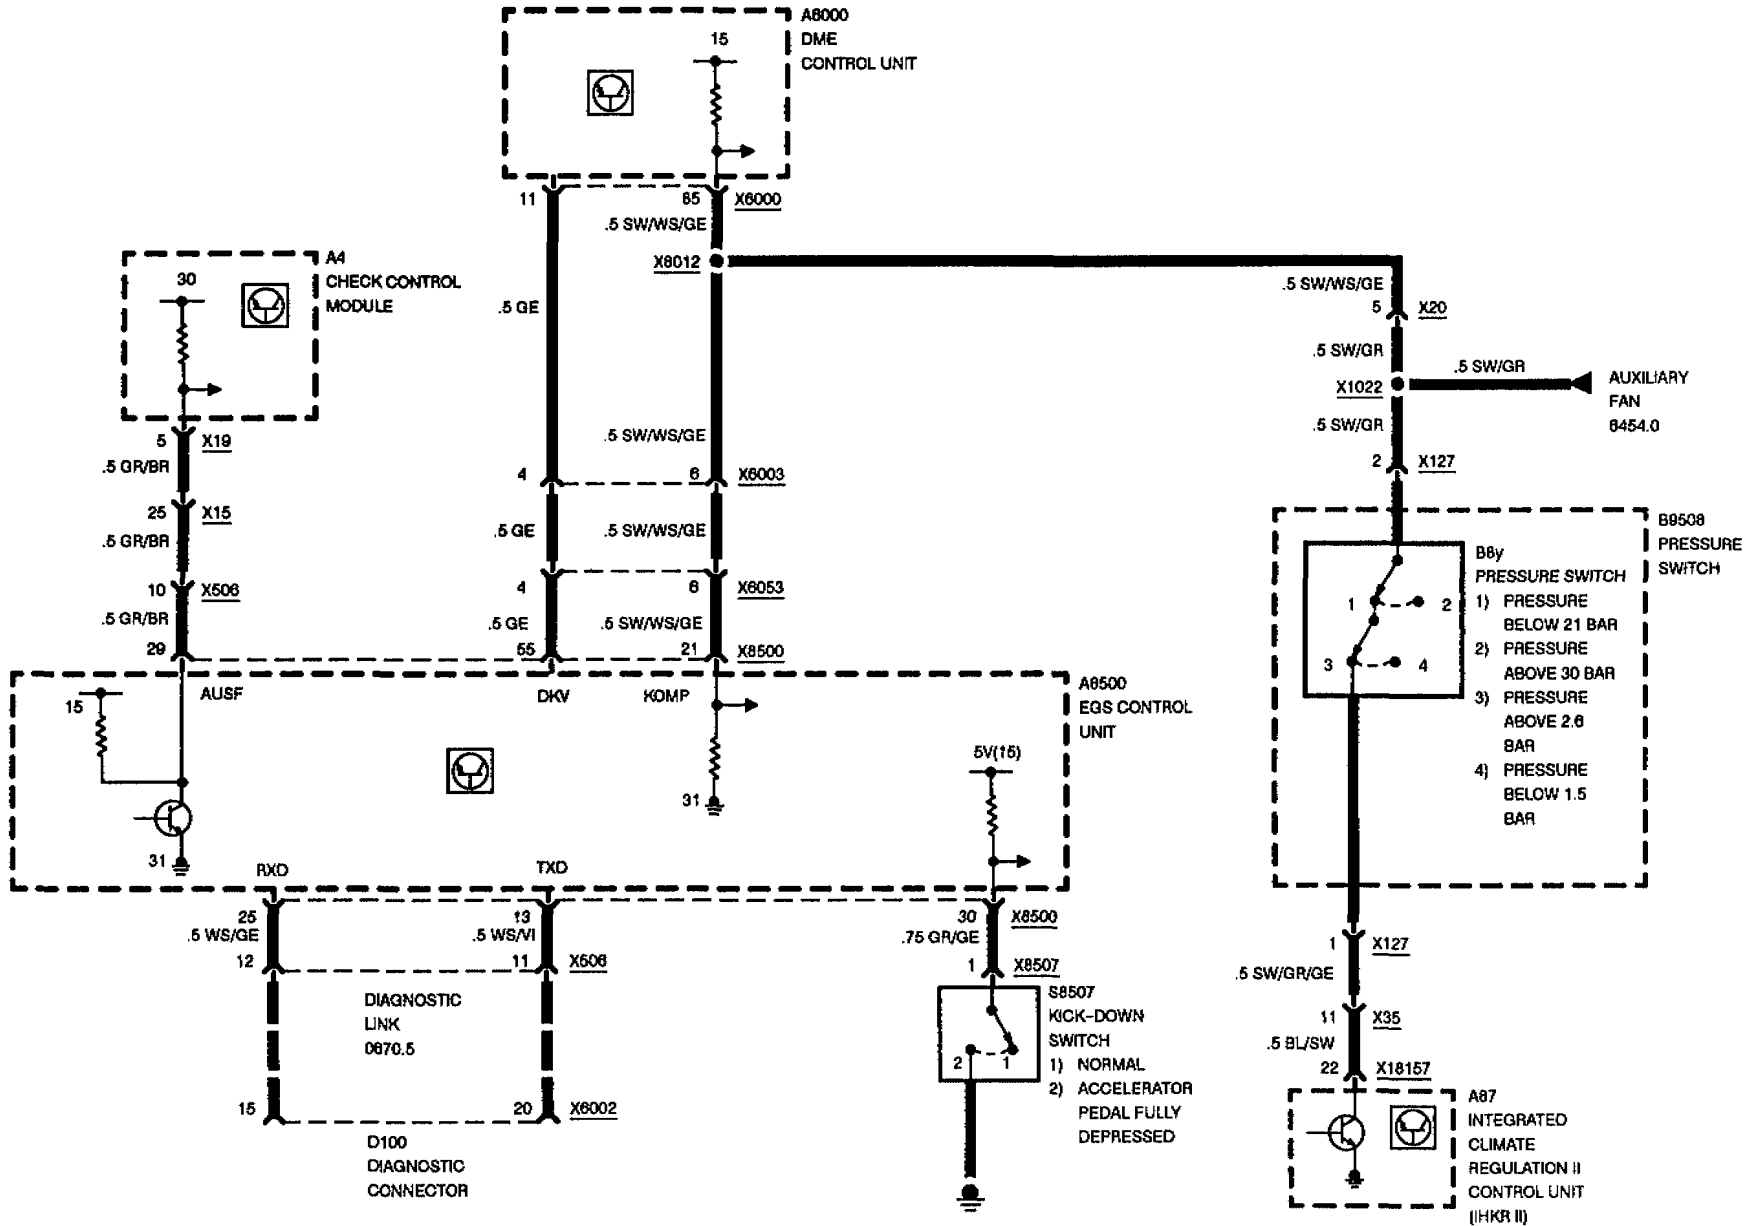 A6000
DME
CONTROL UNIT
15
11
65
X6000
.5 SW/WS/GE
X8012
A4
CHECK CONTROL
MODULE
30
.5 GE
.5 SW/WS/GE
5
X20
.5 SW/GR
X1022
.5 SW/GR
AUXILIARY
FAN
6454.0
.5 SW/GR
2
X127
5
X19
.5 GR/BR
25
X15
.5 GR/BR
10
X506
.5 GR/BR
29
.5 SW/WS/GE
4
6
X6003
.5 GE
.5 SW/WS/GE
4
6
X6053
.5 GE
.5 SW/WS/GE
55
21
X8500
B9508
PRESSURE
SWITCH
B8y
PRESSURE SWITCH
1) PRESSURE
BELOW 21 BAR
2) PRESSURE
ABOVE 30 BAR
3) PRESSURE
ABOVE 2.6
BAR
4) PRESSURE
BELOW 1.5
BAR
1
2
3
4
AUSF
DKV
KOMP
A8500
EGS CONTROL
UNIT
15
31
31
5V(15)
RXD
TXD
25
.5 WS/GE
12
13
.5 WS/VI
11
X506
30
X8500
.75 GR/GE
1
X8507
DIAGNOSTIC
LINK
0670.5
S8507
KICK-DOWN
SWITCH
1) NORMAL
2) ACCELERATOR
PEDAL FULLY
DEPRESSED
2
1
15
20
X6002
D100
DIAGNOSTIC
CONNECTOR
1
X127
.5 SW/GR/GE
11
X35
.5 BL/SW
22
X18157
A87
INTEGRATED
CLIMATE
REGULATION II
CONTROL UNIT
(IHKR II)